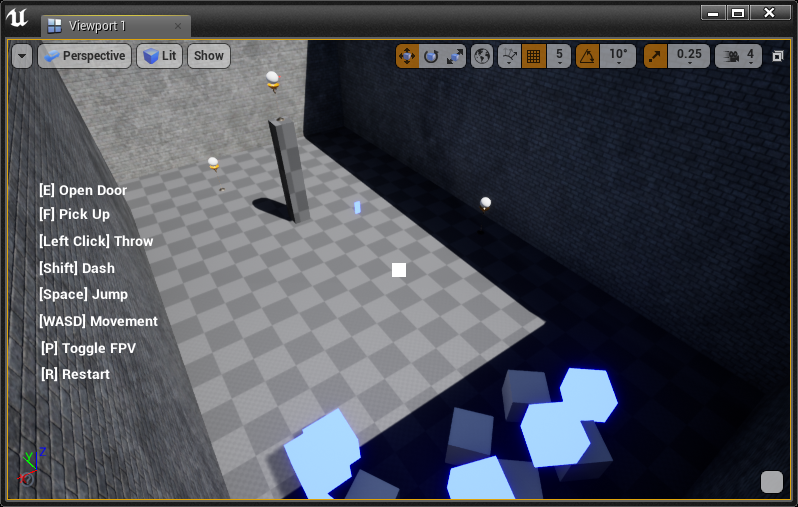 Viewport 1
Perspective
Lit
Show
5
10°
0.25
4
[E] Open Door
[F] Pick Up
[Left Click] Throw
[Shift] Dash
[Space] Jump
[WASD] Movement
[P] Toggle FPV
[R] Restart
Y
Z